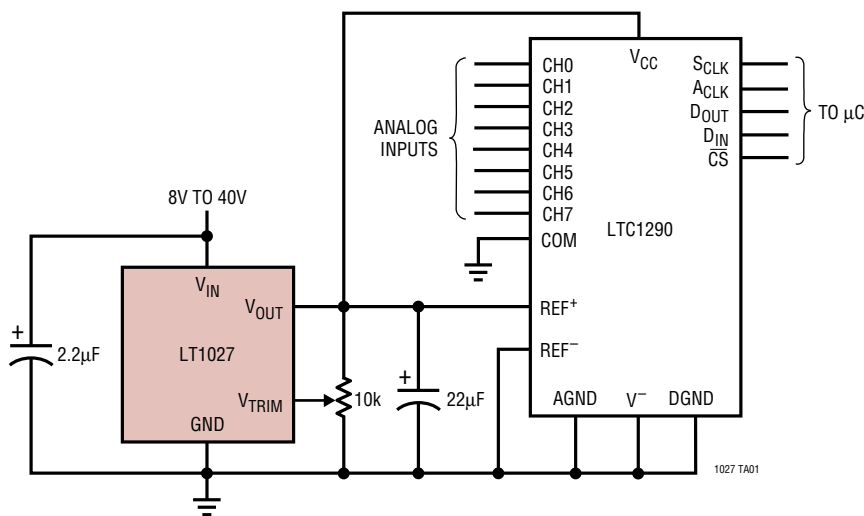 V_CC
CH0
CH1
CH2
CH3
CH4
CH5
CH6
CH7
COM
ANALOG
INPUTS
S_CLK
A_CLK
D_OUT
D_IN
C̅S̅
TO µC
LTC1290
REF⁺
REF⁻
AGND
V⁻
DGND
8V TO 40V
V_IN
V_OUT
LT1027
V_TRIM
GND
+
2.2µF
10k
+
22µF
1027 TA01